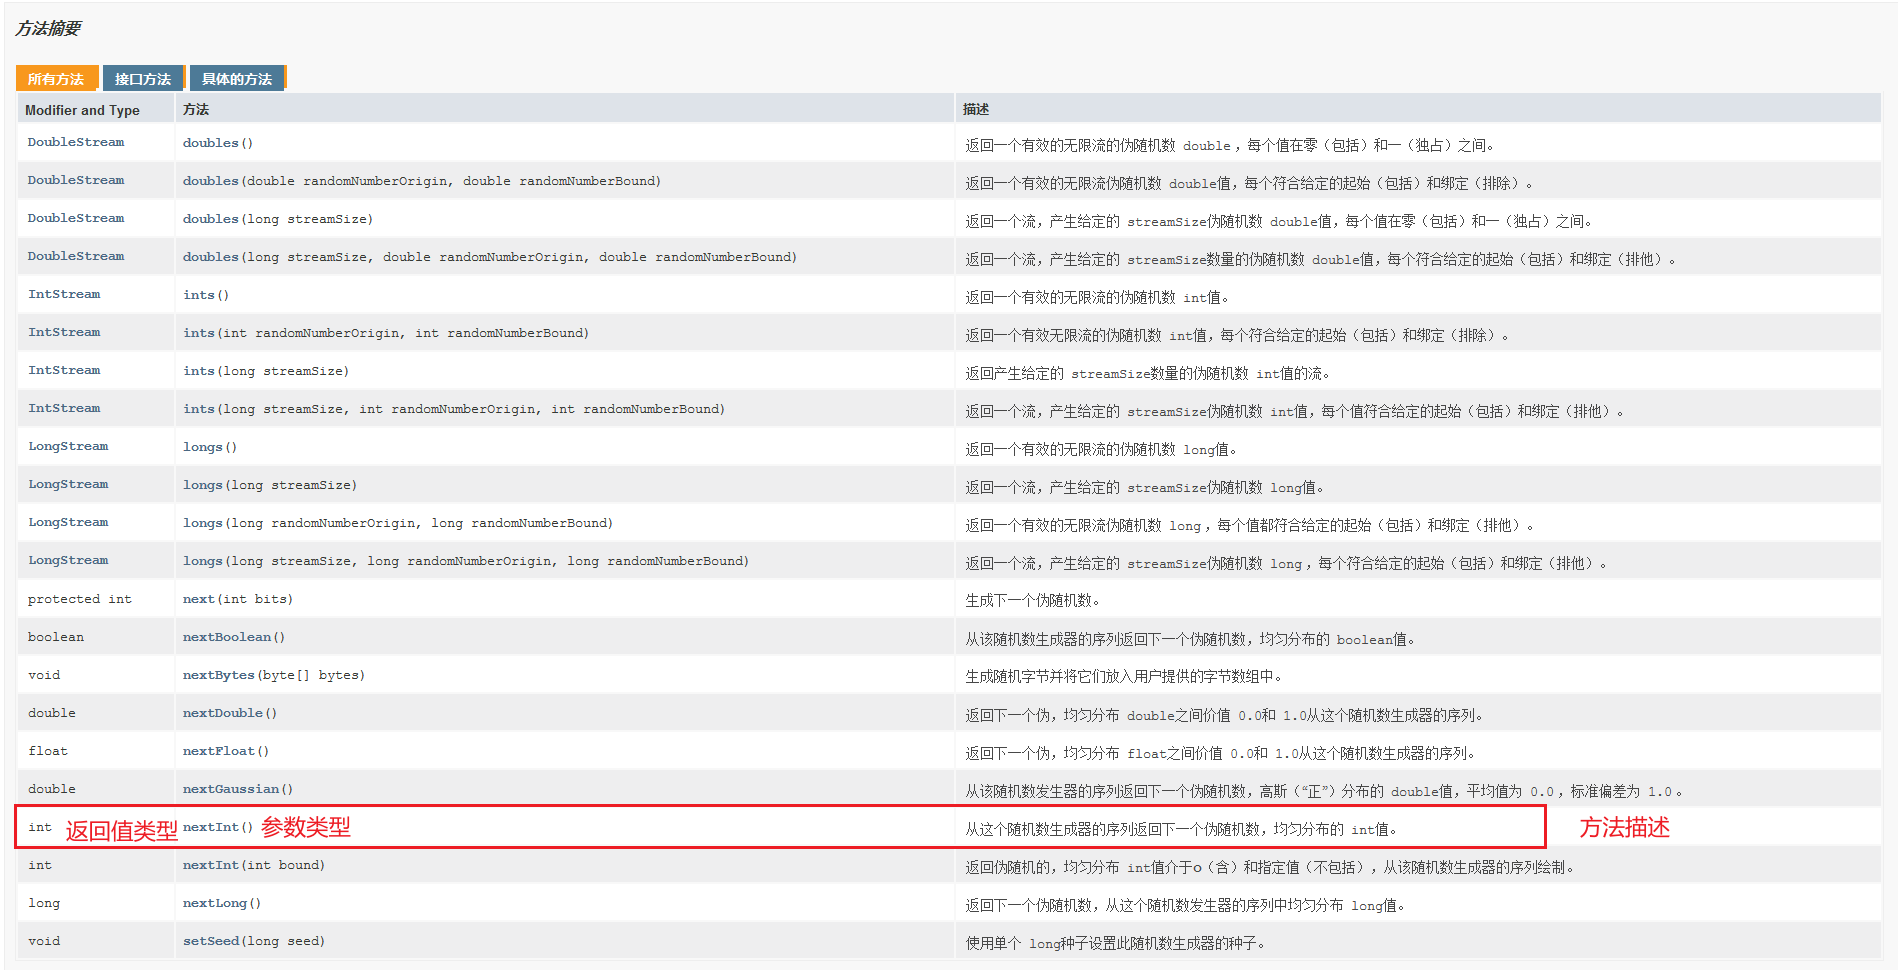 方法摘要
所有方法 接口方法 具体的方法
Modifier and Type 方法 描述
DoubleStream doubles() 返回一个有效的无限流的伪随机数 double，每个值在零（包括）和一（独占）之间。
DoubleStream doubles(double randomNumberOrigin, double randomNumberBound) 返回一个有效的无限流伪随机数 double值，每个符合给定的起始（包括）和绑定（排除）。
DoubleStream doubles(long streamSize) 返回一个流，产生给定的 streamSize伪随机数 double值，每个值在零（包括）和一（独占）之间。
DoubleStream doubles(long streamSize, double randomNumberOrigin, double randomNumberBound) 返回一个流，产生给定的 streamSize数量的伪随机数 double值，每个符合给定的起始（包括）和绑定（排他）。
IntStream ints() 返回一个有效的无限流的伪随机数 int值。
IntStream ints(int randomNumberOrigin, int randomNumberBound) 返回一个有效无限流的伪随机数 int值，每个符合给定的起始（包括）和绑定（排除）。
IntStream ints(long streamSize) 返回产生给定的 streamSize数量的伪随机数 int值的流。
IntStream ints(long streamSize, int randomNumberOrigin, int randomNumberBound) 返回一个流，产生给定的 streamSize伪随机数 int值，每个值符合给定的起始（包括）和绑定（排他）。
LongStream longs() 返回一个有效的无限流的伪随机数 long值。
LongStream longs(long streamSize) 返回一个流，产生给定的 streamSize伪随机数 long值。
LongStream longs(long randomNumberOrigin, long randomNumberBound) 返回一个有效的无限流伪随机数 long，每个值都符合给定的起始（包括）和绑定（排他）。
LongStream longs(long streamSize, long randomNumberOrigin, long randomNumberBound) 返回一个流，产生给定的 streamSize伪随机数 long，每个符合给定的起始（包括）和绑定（排他）。
protected int next(int bits) 生成下一个伪随机数。
boolean nextBoolean() 从该随机数生成器的序列返回下一个伪随机数，均匀分布的 boolean值。
void nextBytes(byte[] bytes) 生成随机字节并将它们放入用户提供的字节数组中。
double nextDouble() 返回下一个伪，均匀分布 double之间价值 0.0和 1.0从这个随机数生成器的序列。
float nextFloat() 返回下一个伪，均匀分布 float之间价值 0.0和 1.0从这个随机数生成器的序列。
double nextGaussian() 从该随机数发生器的序列返回下一个伪随机数，高斯（“正”）分布的 double值，平均值为 0.0，标准偏差为 1.0。
int 返回值类型 nextInt() 参数类型 从这个随机数生成器的序列返回下一个伪随机数，均匀分布的 int值。 方法描述
int nextInt(int bound) 返回伪随机的，均匀分布 int值介于0（含）和指定值（不包括），从该随机数生成器的序列绘制。
long nextLong() 返回下一个伪随机数，从这个随机数发生器的序列中均匀分布 long值。
void setSeed(long seed) 使用单个 long种子设置此随机数生成器的种子。